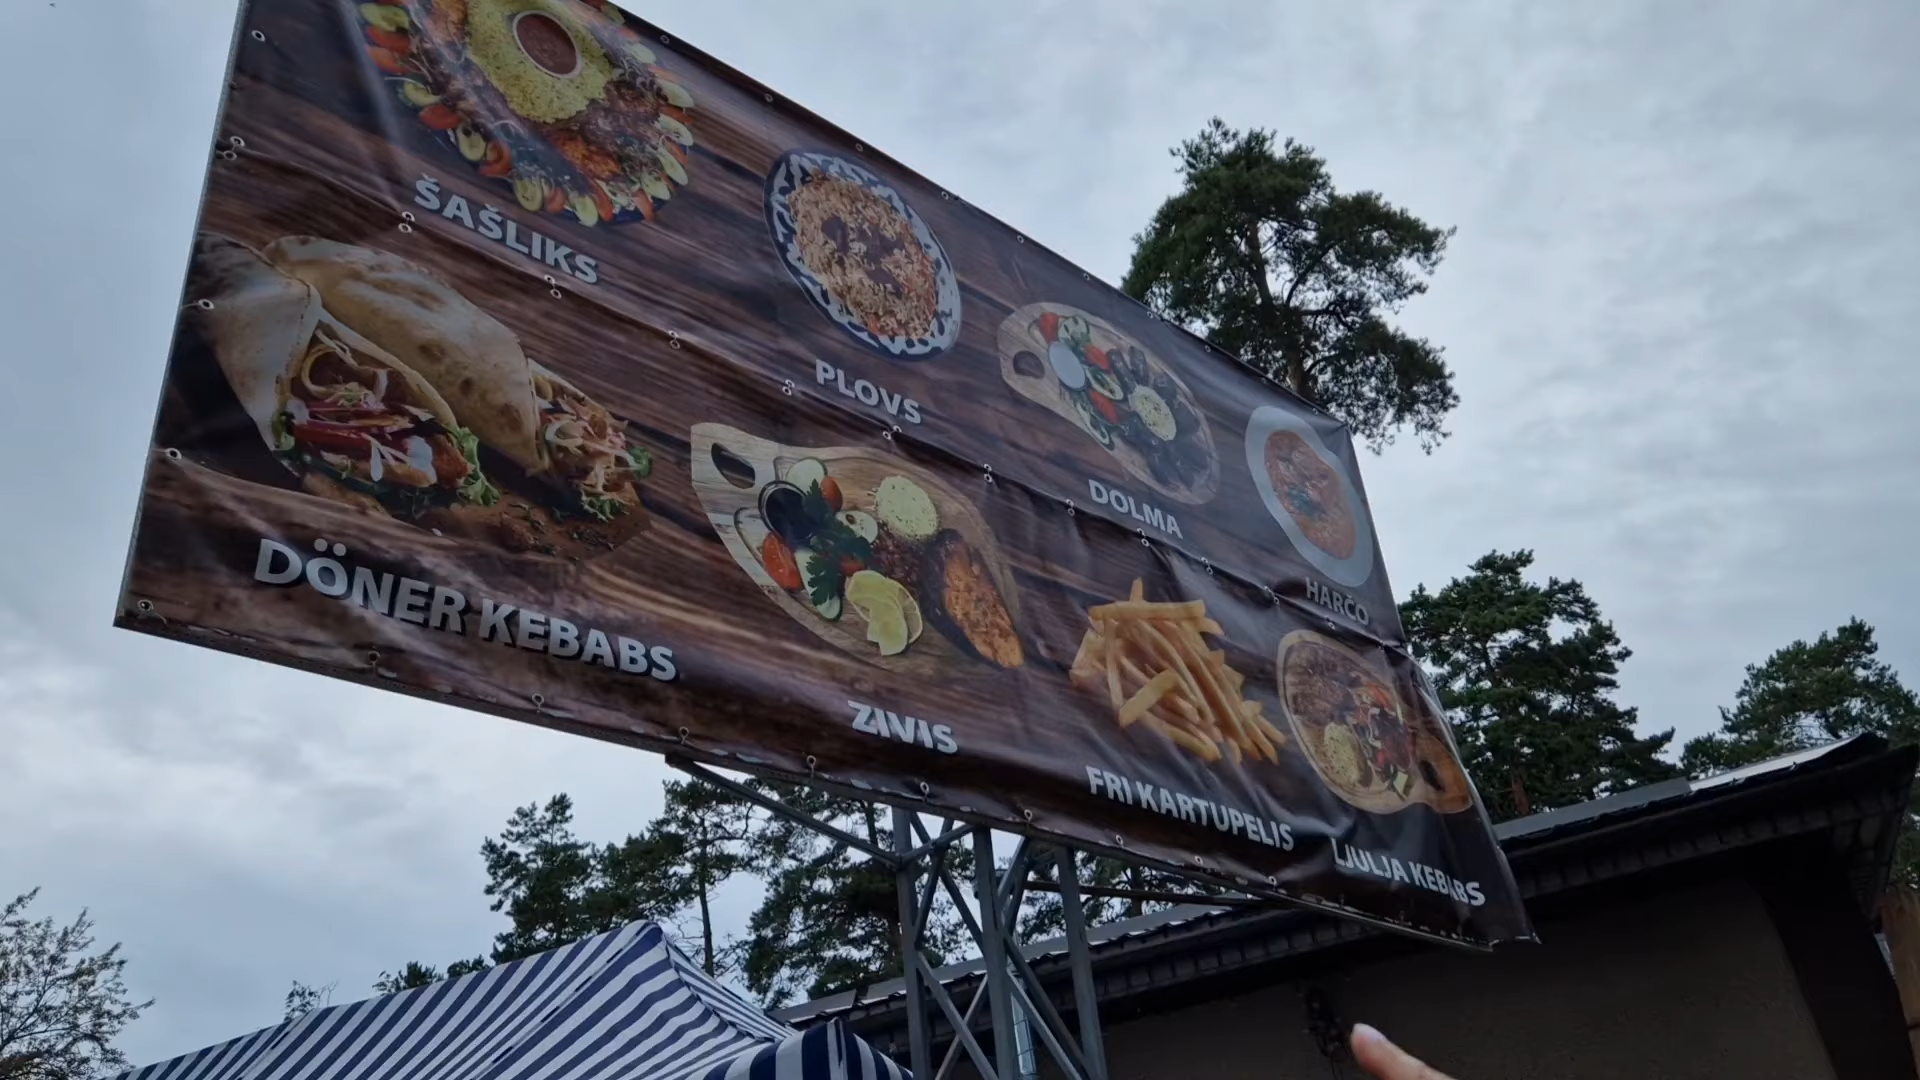 ŠAŠLIKS
PLOVS
DOLMA
HARČO
DÖNER KEBABS
ZIVIS
FRI KARTUPELIS
LJULJA KEBABS